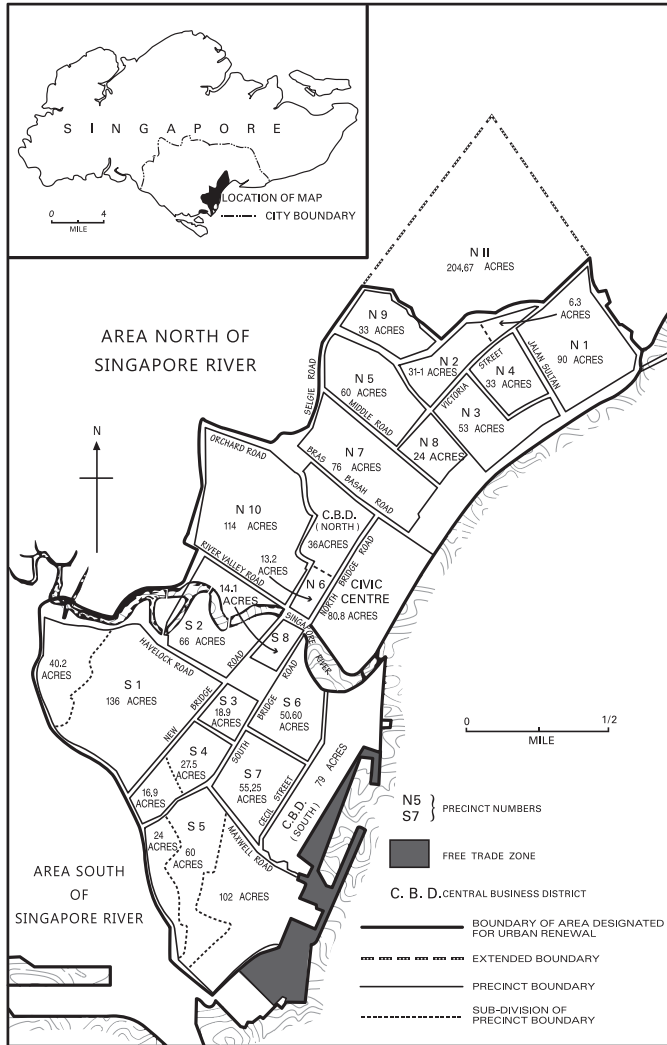 S I N G A P O R E
LOCATION OF MAP
CITY BOUNDARY
0 4
MILE
N II
204.67 ACRES
AREA NORTH OF
SINGAPORE RIVER
N 9
33 ACRES
6.3
ACRES
N 1
90 ACRES
N 2
31-1 ACRES
VICTORIA STREET
JALAN SULTAN
N 4
33 ACRES
N 5
60 ACRES
SELGIE ROAD
MIDDLE ROAD
N 3
53 ACRES
N 8
24 ACRES
N 7
76 ACRES
BRAS BASAH ROAD
ORCHARD ROAD
N
N 10
114 ACRES
C.B.D.
(NORTH)
36ACRES
RIVER VALLEY ROAD
13.2
ACRES
N 6
NORTH BRIDGE ROAD
CIVIC
CENTRE
80.8 ACRES
14.1
ACRES
SINGAPORE RIVER
S 2
66 ACRES
S 8
HAVELOCK ROAD
40.2
ACRES
S 1
136 ACRES
NEW BRIDGE ROAD
S 3
18.9
ACRES
SOUTH BRIDGE ROAD
S 6
50.60
ACRES
S 4
27.5
ACRES
S 7
55,25
ACRES
CECIL STREET
79 ACRES
C.B.D.
(SOUTH)
16,9
ACRES
S 5
24
ACRES
60
ACRES
MAXWELL ROAD
102 ACRES
AREA SOUTH
OF
SINGAPORE RIVER
0 1/2
MILE
N5
S7
PRECINCT NUMBERS
FREE TRADE ZONE
C. B. D. CENTRAL BUSINESS DISTRICT
BOUNDARY OF AREA DESIGNATED
FOR URBAN RENEWAL
EXTENDED BOUNDARY
PRECINCT BOUNDARY
SUB-DIVISION OF
PRECINCT BOUNDARY